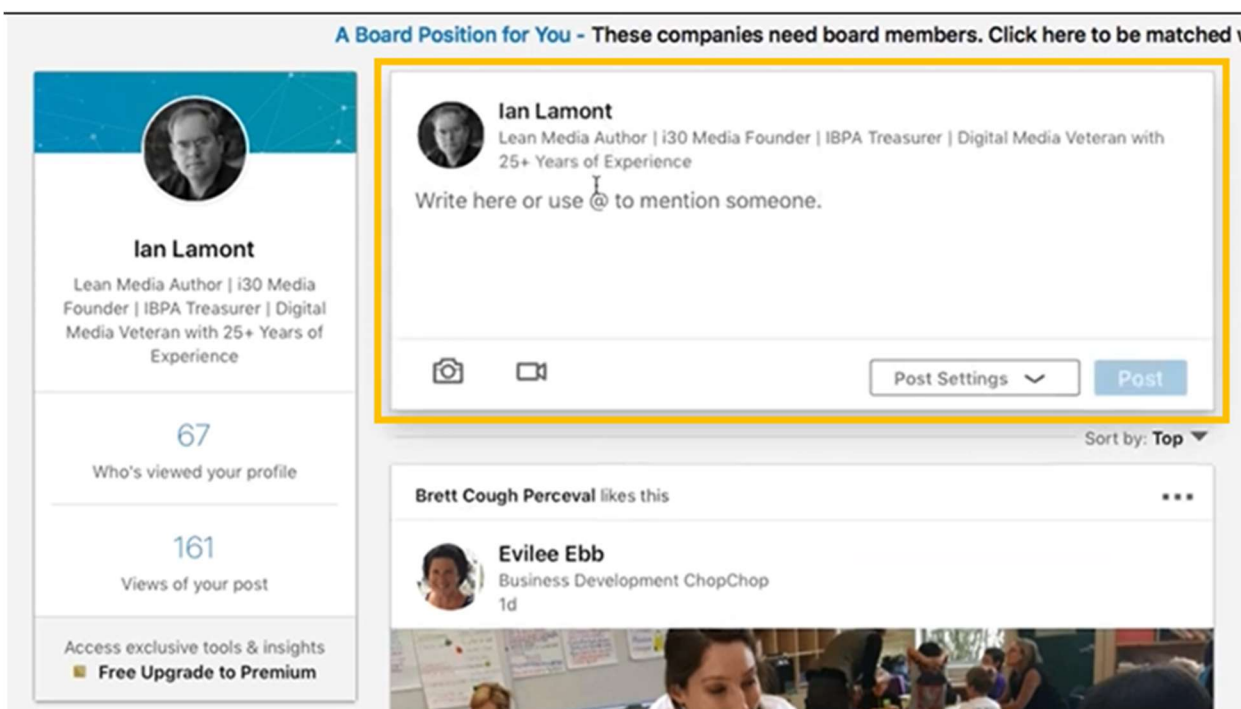 A Board Position for You - These companies need board members. Click here to be matched
Ian Lamont
Lean Media Author | i30 Media
Founder | IBPA Treasurer | Digital
Media Veteran with 25+ Years of
Experience
67
Who's viewed your profile
161
Views of your post
Access exclusive tools & insights
Free Upgrade to Premium
Ian Lamont
Lean Media Author | i30 Media Founder | IBPA Treasurer | Digital Media Veteran with
25+ Years of Experience
Write here or use @ to mention someone.
Post Settings
Post
Sort by: Top
Brett Cough Perceval likes this
Evilee Ebb
Business Development ChopChop
1d